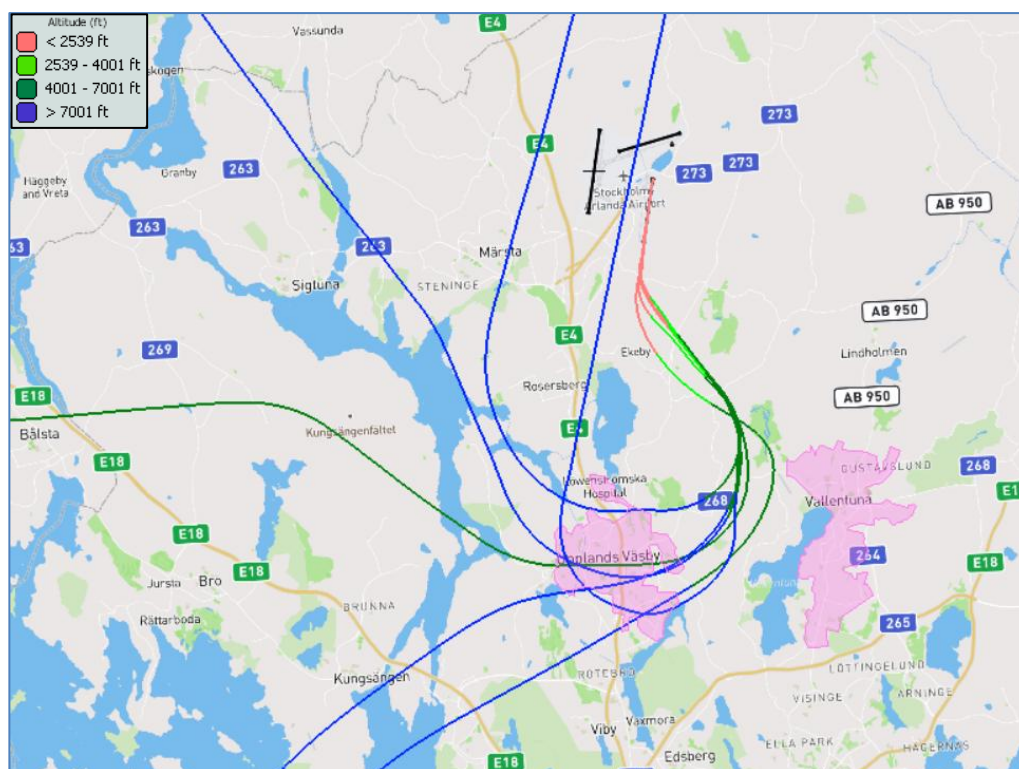 Altitude (ft)
< 2539 ft
2539 - 4001 ft
4001 - 7001 ft
> 7001 ft
E4
Vassunda
skogen
273
E4
263
273
Häggeby
and Vreta
Granby
273
Stockholm
Arlanda Airport
AB 950
263
63
263
Märsta
Sigtuna
STENINGE
AB 950
E4
269
Ekeby
Lindholmen
E18
Rosersberg
AB 950
Bålsta
Kungsängenfältet
E4
E18
GUSTAVSLUND
268
Löwenströmska
Hospital
268
Vallentuna
E1
E18
Upplands Väsby
264
E18
Jursta
Bro
BRUNNA
Rättarboda
265
RÖTEBRO
LÖTTINGELUND
Kungsängen
VISINGE
ARNINGE
Viby
Vaxmora
ELLA PARK
HÄGERNÄS
E18
Edsberg
E18